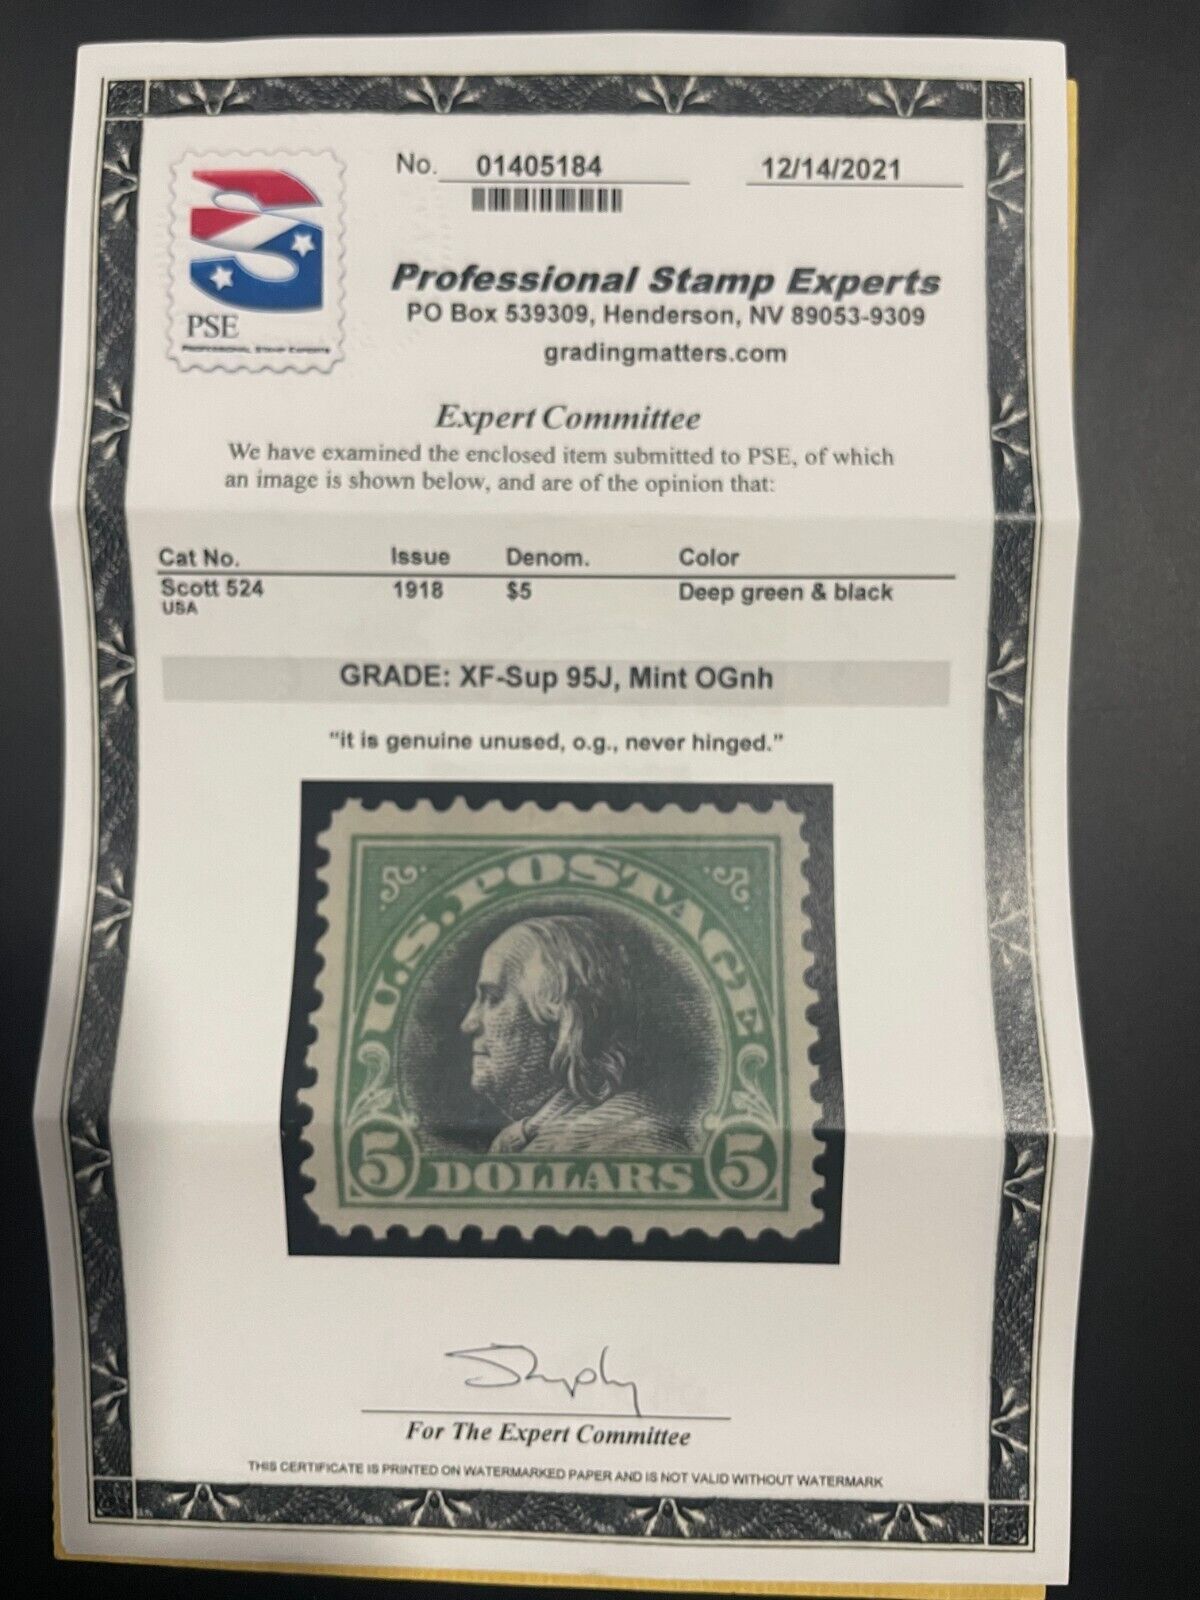 No. 01405184 12/14/2021
Professional Stamp Experts
PO Box 539309, Henderson, NV 89053-9309
gradingmatters.com
PSE
PROFESSIONAL STAMP EXPERTS
Expert Committee
We have examined the enclosed item submitted to PSE, of which
an image is shown below, and are of the opinion that:
Cat No. Issue Denom. Color
Scott 524 1918 $5 Deep green & black
USA
GRADE: XF-Sup 95J, Mint OGnh
"it is genuine unused, o.g., never hinged."
U.S. POSTAGE
5 DOLLARS 5
For The Expert Committee
THIS CERTIFICATE IS PRINTED ON WATERMARKED PAPER AND IS NOT VALID WITHOUT WATERMARK